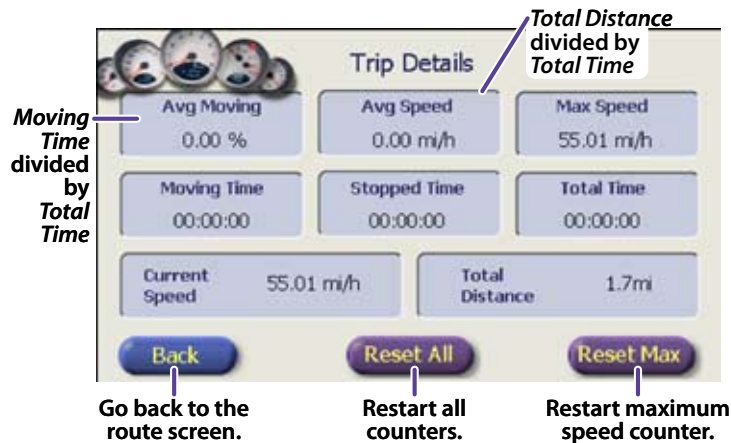 Total Distance
divided by
Total Time
Trip Details
Moving
Time
divided
by
Total
Time
Avg Moving
0.00 %
Avg Speed
0.00 mi/h
Max Speed
55.01 mi/h
Moving Time
00:00:00
Stopped Time
00:00:00
Total Time
00:00:00
Current
Speed
55.01 mi/h
Total
Distance
1.7mi
Back
Reset All
Reset Max
Go back to the
route screen.
Restart all
counters.
Restart maximum
speed counter.